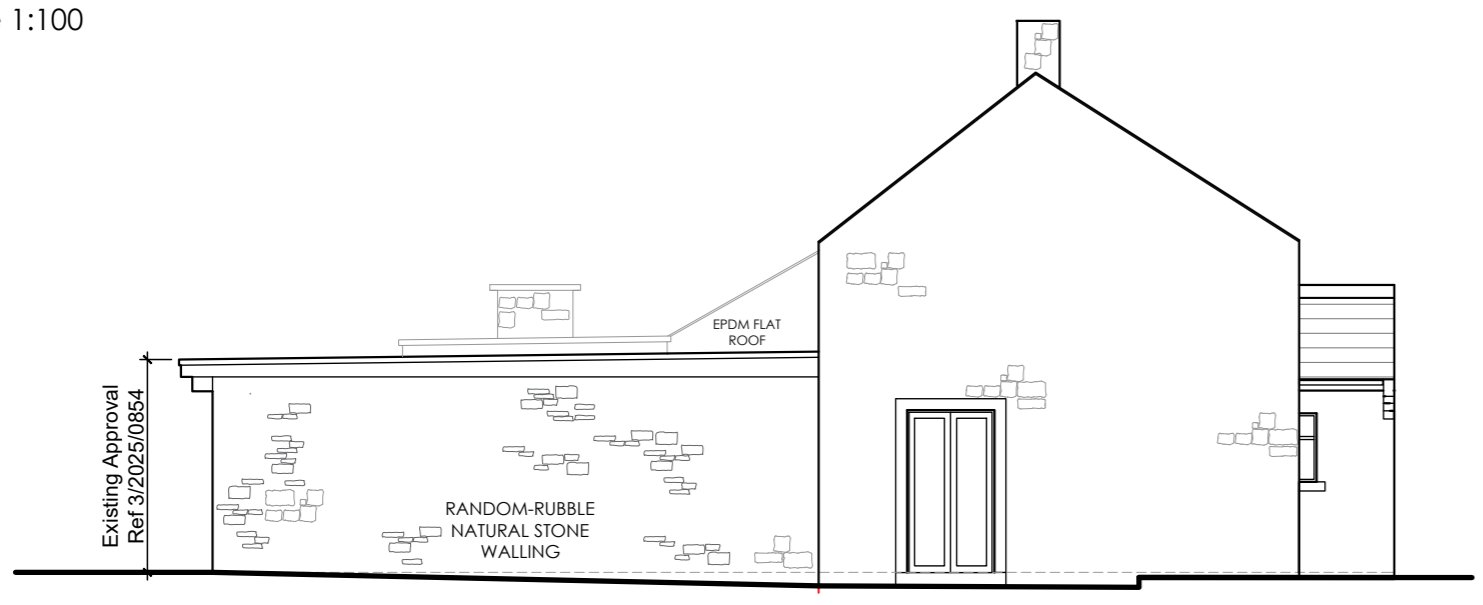 1:100
EPDM FLAT
ROOF
Existing Approval
Ref 3/2025/0854
RANDOM-RUBBLE
NATURAL STONE
WALLING